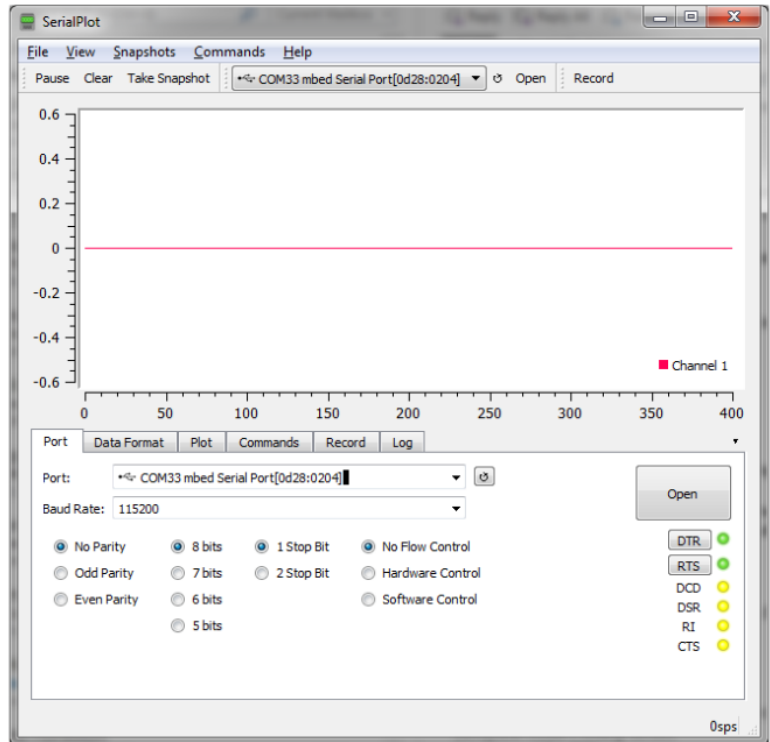 SerialPlot
File View Snapshots Commands Help
Pause Clear Take Snapshot COM33 mbed Serial Port[0d28:0204] Open Record
0.6
0.4
0.2
0
-0.2
-0.4
-0.6
Channel 1
0 50 100 150 200 250 300 350 400
Port Data Format Plot Commands Record Log
Port: COM33 mbed Serial Port[0d28:0204]
Open
Baud Rate: 115200
No Parity 8 bits 1 Stop Bit No Flow Control DTR
Odd Parity 7 bits 2 Stop Bit Hardware Control RTS
DCD
Even Parity 6 bits Software Control
DSR
5 bits RI
CTS
0sps